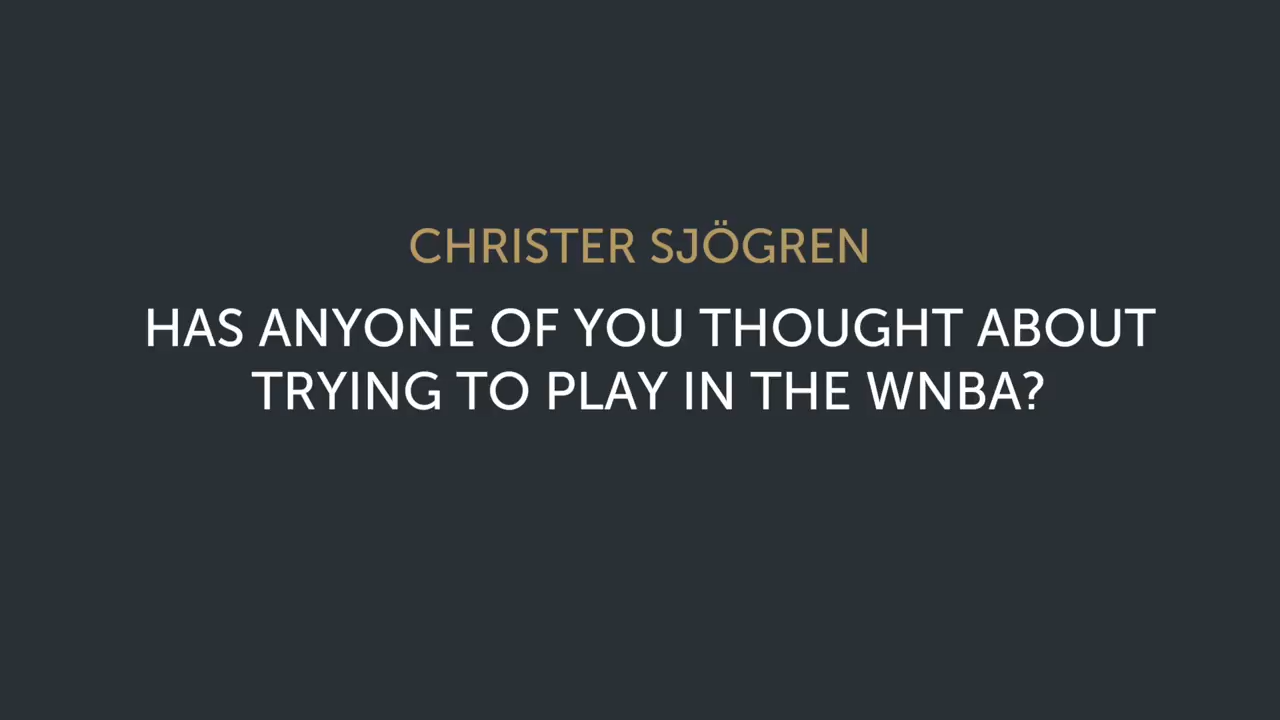 CHRISTER SJÖGREN
HAS ANYONE OF YOU THOUGHT ABOUT
TRYING TO PLAY IN THE WNBA?